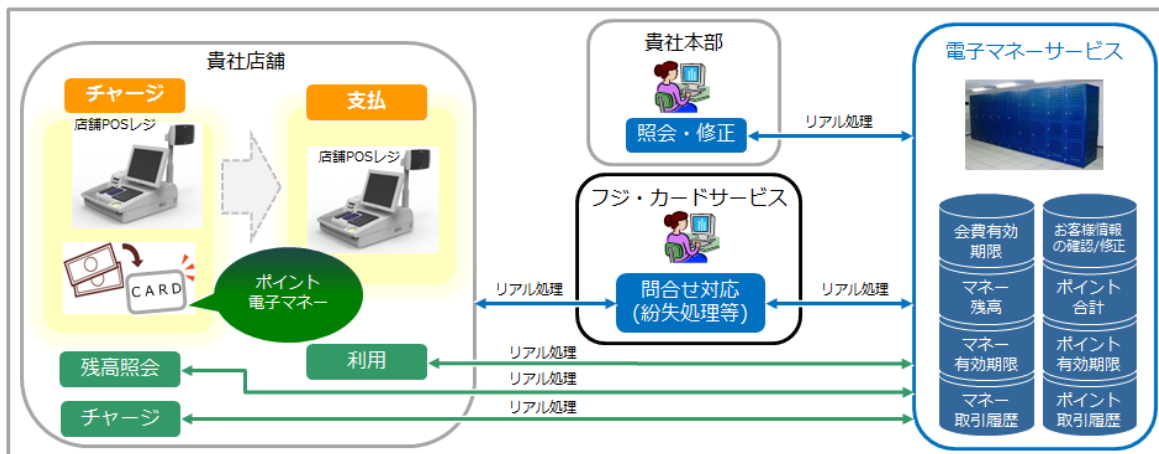 貴社店舗
チャージ
支払
店舗POSレジ
店舗POSレジ
CARD
ポイント
電子マネー
残高照会
利用
チャージ
貴社本部
照会・修正
リアル処理
フジ・カードサービス
問合せ対応
(紛失処理等)
リアル処理
リアル処理
リアル処理
リアル処理
リアル処理
電子マネーサービス
会費有効
期限
お客様情報
の確認/修正
マネー
残高
ポイント
合計
マネー
有効期限
ポイント
有効期限
マネー
取引履歴
ポイント
取引履歴